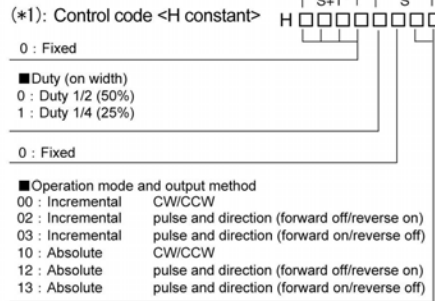 S+1 S
(*1): Control code <H constant> H □□□□□□□□
0 : Fixed
■Duty (on width)
0 : Duty 1/2 (50%)
1 : Duty 1/4 (25%)
0 : Fixed
■Operation mode and output method
00 : Incremental CW/CCW
02 : Incremental pulse and direction (forward off/reverse on)
03 : Incremental pulse and direction (forward on/reverse off)
10 : Absolute CW/CCW
12 : Absolute pulse and direction (forward off/reverse on)
13 : Absolute pulse and direction (forward on/reverse off)